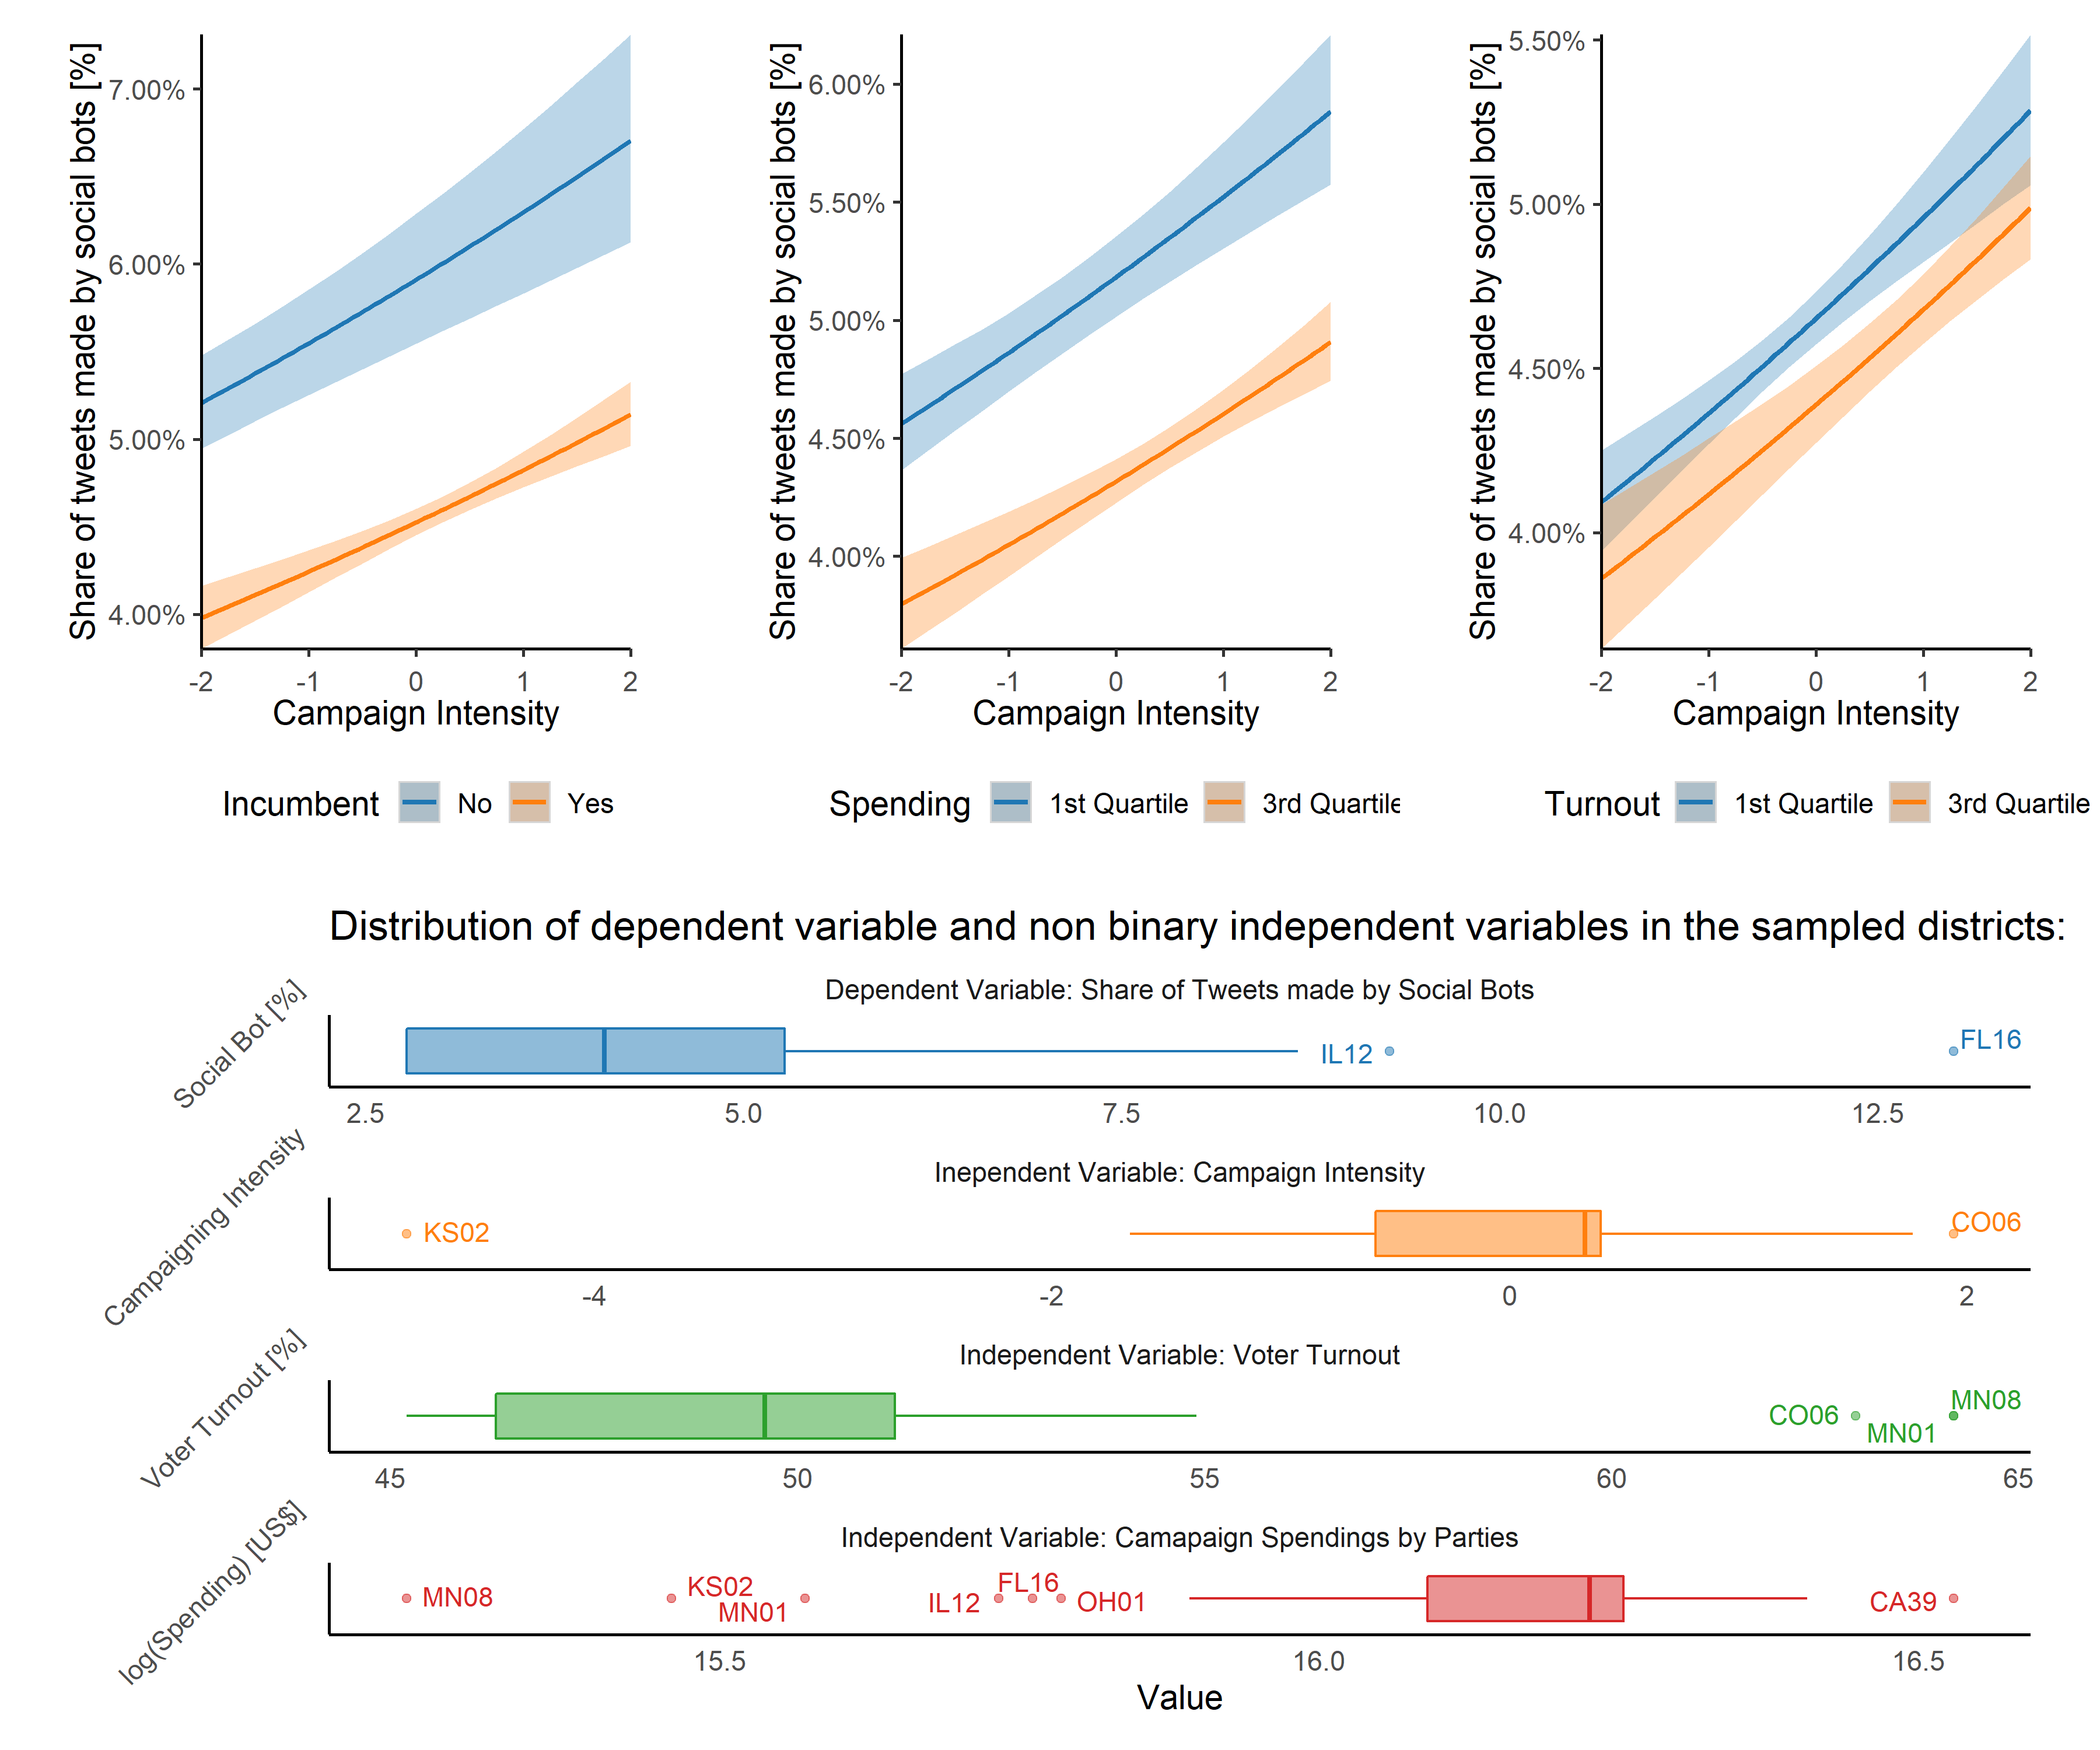 Share of tweets made by social bots [%]
7.00%
6.00%
5.00%
4.00%
-2 -1 0 1 2
Campaign Intensity
Incumbent No Yes
Share of tweets made by social bots [%]
6.00%
5.50%
5.00%
4.50%
4.00%
-2 -1 0 1 2
Campaign Intensity
Spending 1st Quartile 3rd Quartile
Share of tweets made by social bots [%]
5.50%
5.00%
4.50%
4.00%
-2 -1 0 1 2
Campaign Intensity
Turnout 1st Quartile 3rd Quartile
Distribution of dependent variable and non binary independent variables in the sampled districts:
Dependent Variable: Share of Tweets made by Social Bots
Social Bot [%]
IL12 FL16
2.5 5.0 7.5 10.0 12.5
Inependent Variable: Campaign Intensity
Campaigning Intensity
KS02 CO06
-4 -2 0 2
Independent Variable: Voter Turnout
Voter Turnout [%]
CO06 MN01 MN08
45 50 55 60 65
Independent Variable: Camapaign Spendings by Parties
log(Spending) [US$]
MN08 KS02 MN01 IL12 FL16 OH01 CA39
15.5 16.0 16.5
Value